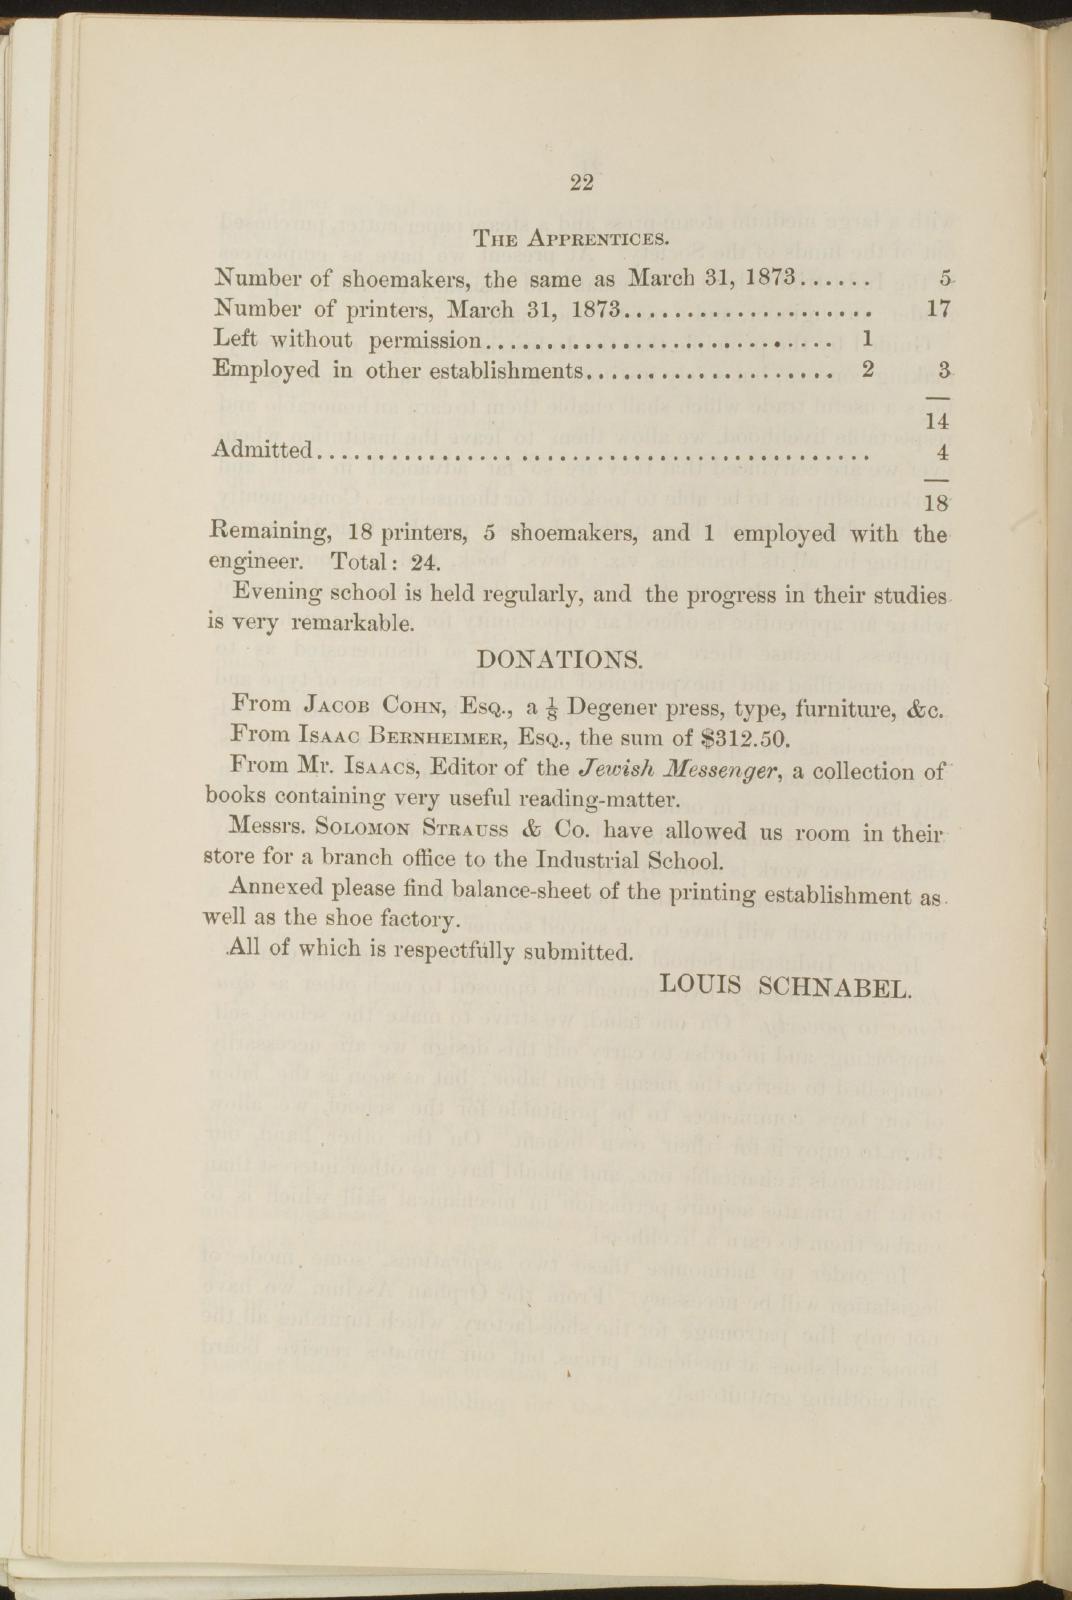 22
The Apprentices.
Number of shoemakers, the same as March 31, 1873...... 5
Number of printers, March 31, 1873.................... 17
Left without permission............................ 1
Employed in other establishments.................... 2 3
14
Admitted............................................. 4
18
Remaining, 18 printers, 5 shoemakers, and 1 employed with the
engineer. Total: 24.
Evening school is held regularly, and the progress in their studies
is very remarkable.
DONATIONS.
From Jacob Cohn, Esq., a ⅛ Degener press, type, furniture, &c.
From Isaac Bernheimer, Esq., the sum of $312.50.
From Mr. Isaacs, Editor of the Jewish Messenger, a collection of
books containing very useful reading-matter.
Messrs. Solomon Strauss & Co. have allowed us room in their
store for a branch office to the Industrial School.
Annexed please find balance-sheet of the printing establishment as
well as the shoe factory.
All of which is respectfully submitted.
LOUIS SCHNABEL.